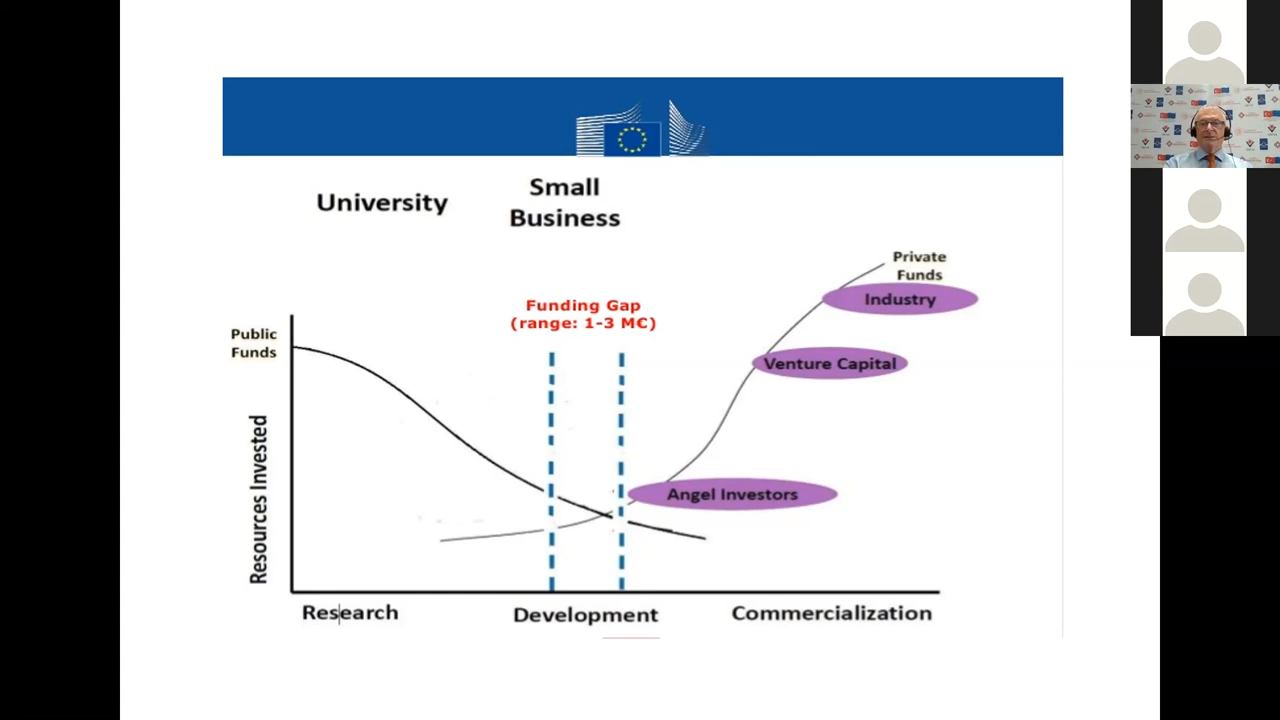 University
Small
Business
Private
Funds
Industry
Funding Gap
(range: 1-3 M€)
Public
Funds
Venture Capital
Resources Invested
Angel Investors
Research
Development
Commercialization